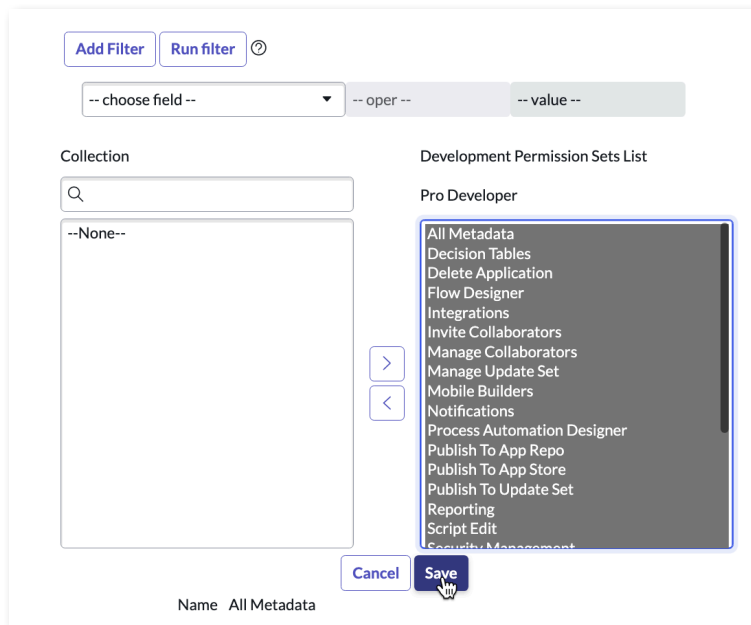 Add Filter Run filter ?
-- choose field -- -- oper -- -- value --
Collection
Development Permission Sets List
Pro Developer
--None--
All Metadata
Decision Tables
Delete Application
Flow Designer
Integrations
Invite Collaborators
Manage Collaborators
Manage Update Set
Mobile Builders
Notifications
Process Automation Designer
Publish To App Repo
Publish To App Store
Publish To Update Set
Reporting
Script Edit
Security Management
Cancel Save
Name All Metadata